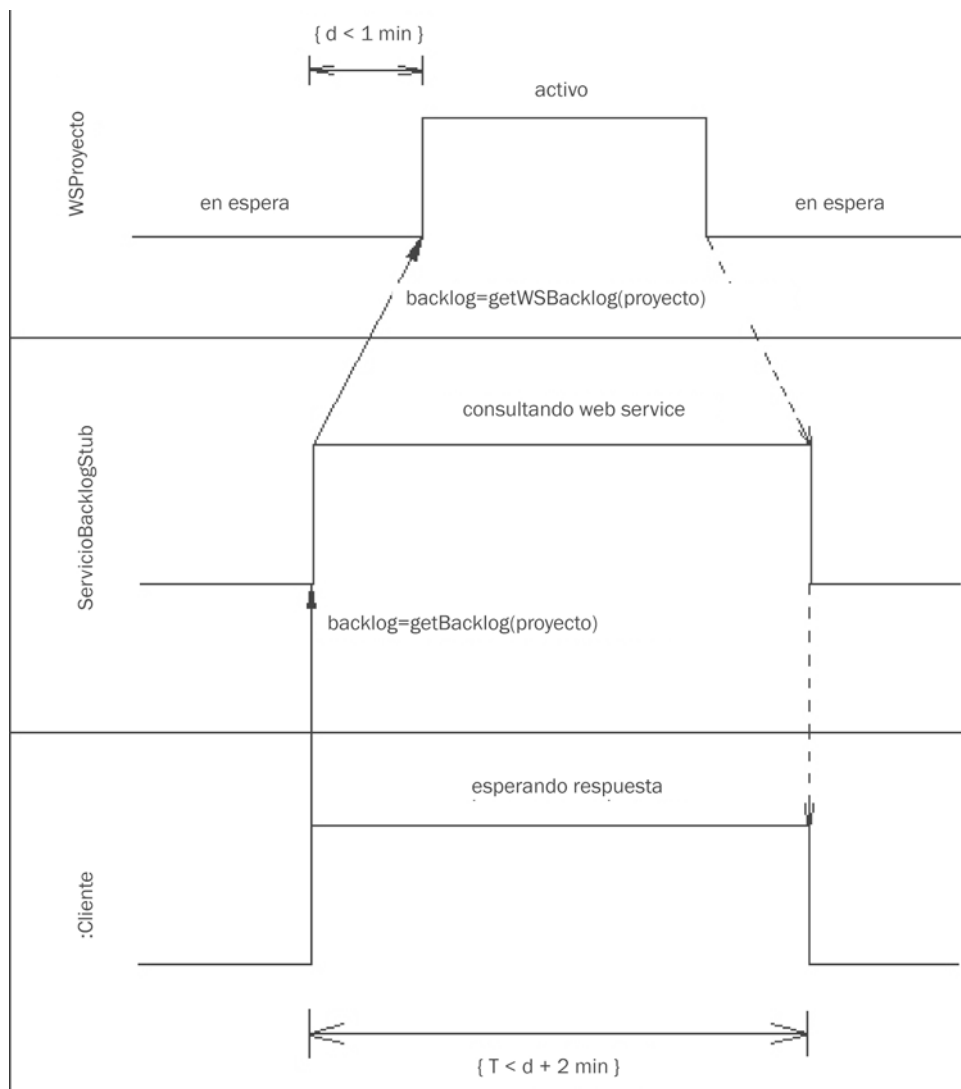 { d < 1 min }
activo
WSProyecto
en espera
en espera
backlog=getWSBacklog(proyecto)
consultando web service
ServicioBacklogStub
backlog=getBacklog(proyecto)
esperando respuesta
:Cliente
{ T < d + 2 min }